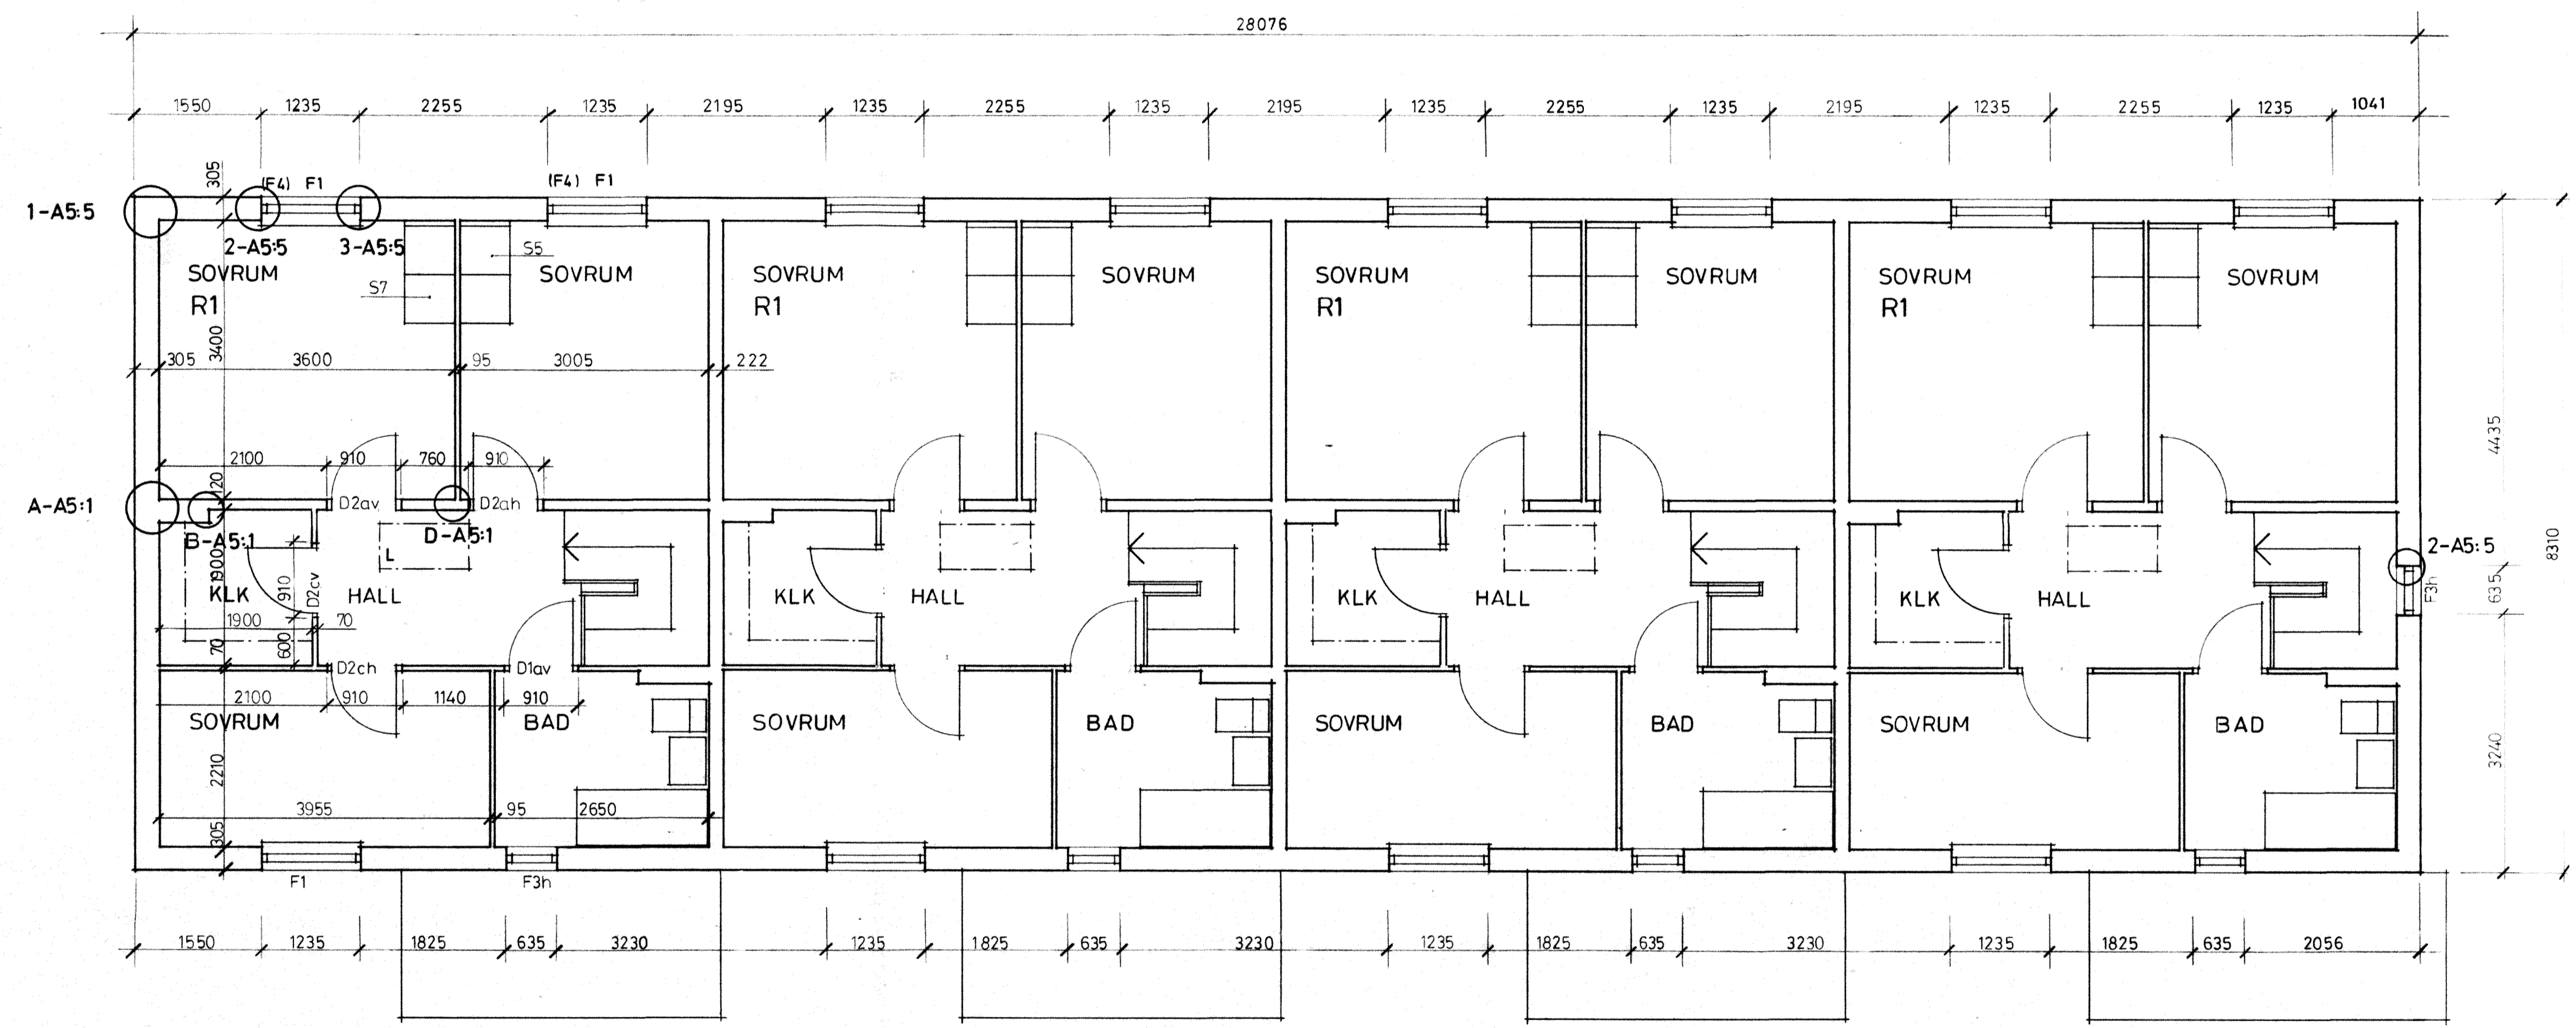 28076
1550 1235 2255 1235 2195 1235 2255 1235 2195 1235 2255 1235 2195 1235 2255 1235 1041
305 (F4) F1 (F4) F1
1-A5:5
2-A5:5 3-A5:5 S5
SOVRUM SOVRUM SOVRUM SOVRUM SOVRUM SOVRUM SOVRUM SOVRUM
S7
R1 R1 R1 R1
3400
305 3600 95 3005 222
4435
2100 910 760 910
120
A-A5:1 D2av D2ah
B-A5:1 D-A5:1 2-A5:5
L
8310
1900 910 D2cv 635 F3h
KLK HALL KLK HALL KLK HALL KLK HALL
1900 70
70 600
D2ch D1av
2100 910 1140 910
SOVRUM BAD SOVRUM BAD SOVRUM BAD SOVRUM BAD
2210 3240
3955 95 2650
305
F1 F3h
1550 1235 1825 635 3230 1235 1825 635 3230 1235 1825 635 3230 1235 1825 635 2056